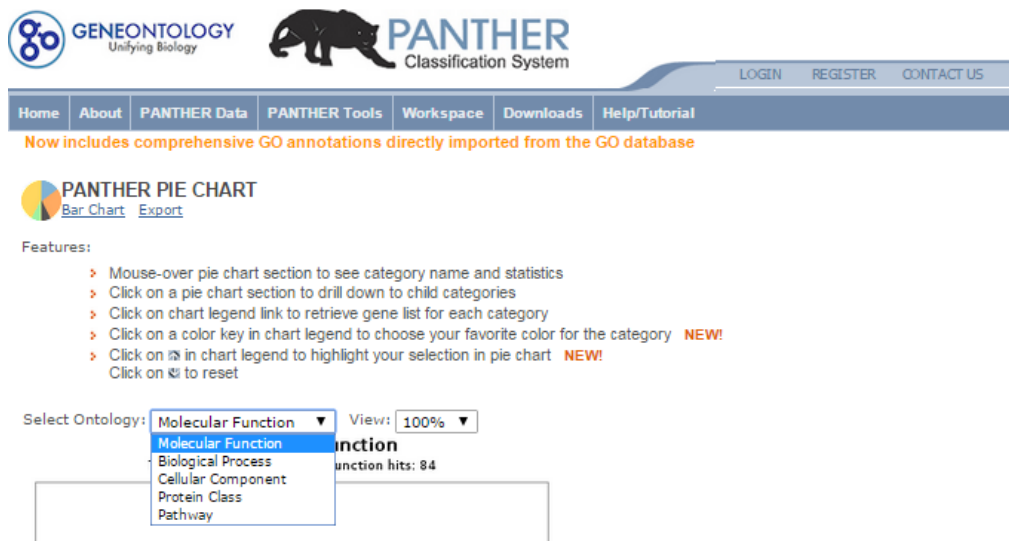 go GENEONTOLOGY
Unifying Biology
PANTHER
Classification System
LOGIN REGISTER CONTACT US
Home About PANTHER Data PANTHER Tools Workspace Downloads Help/Tutorial
Now includes comprehensive GO annotations directly imported from the GO database
PANTHER PIE CHART
Bar Chart Export
Features:
Mouse-over pie chart section to see category name and statistics
Click on a pie chart section to drill down to child categories
Click on chart legend link to retrieve gene list for each category
Click on a color key in chart legend to choose your favorite color for the category NEW!
Click on in chart legend to highlight your selection in pie chart NEW!
Click on to reset
Select Ontology: Molecular Function View: 100%
Molecular Function
Biological Process
Cellular Component
Protein Class
Pathway
hits: 84